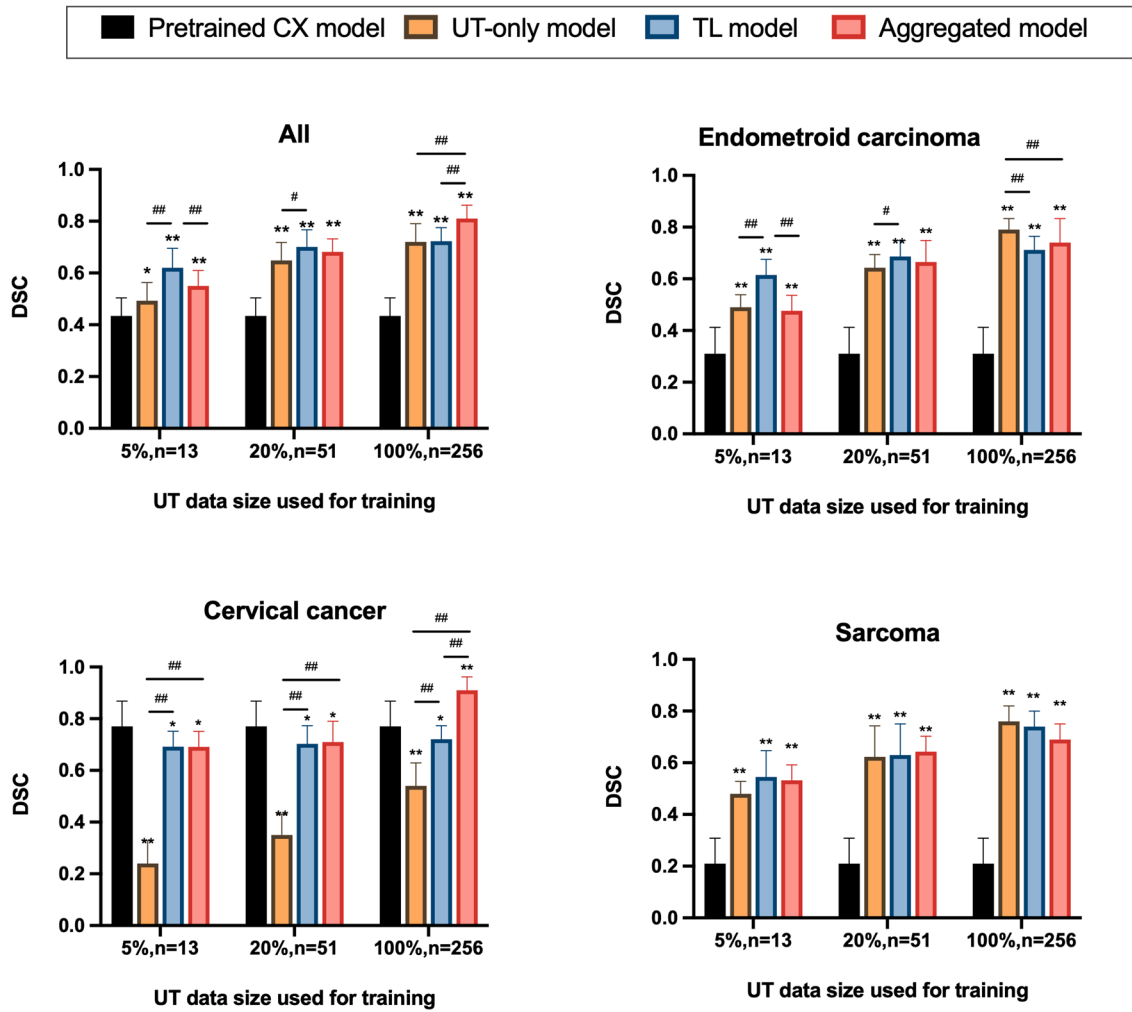 Pretrained CX model UT-only model TL model Aggregated model
All
DSC
1.0
0.8
0.6
0.4
0.2
0.0
* ** ** ## ##
** ** ** #
** ** ** ## ##
5%,n=13 20%,n=51 100%,n=256
UT data size used for training
Endometroid carcinoma
DSC
1.0
0.8
0.6
0.4
0.2
0.0
** ** ** ## ##
** ** ** #
** ** ** ## ##
5%,n=13 20%,n=51 100%,n=256
UT data size used for training
Cervical cancer
DSC
1.0
0.8
0.6
0.4
0.2
0.0
** * * ## ##
** * * ## ##
** * ** ## ## ##
5%,n=13 20%,n=51 100%,n=256
UT data size used for training
Sarcoma
DSC
1.0
0.8
0.6
0.4
0.2
0.0
** ** **
** ** **
** ** **
5%,n=13 20%,n=51 100%,n=256
UT data size used for training